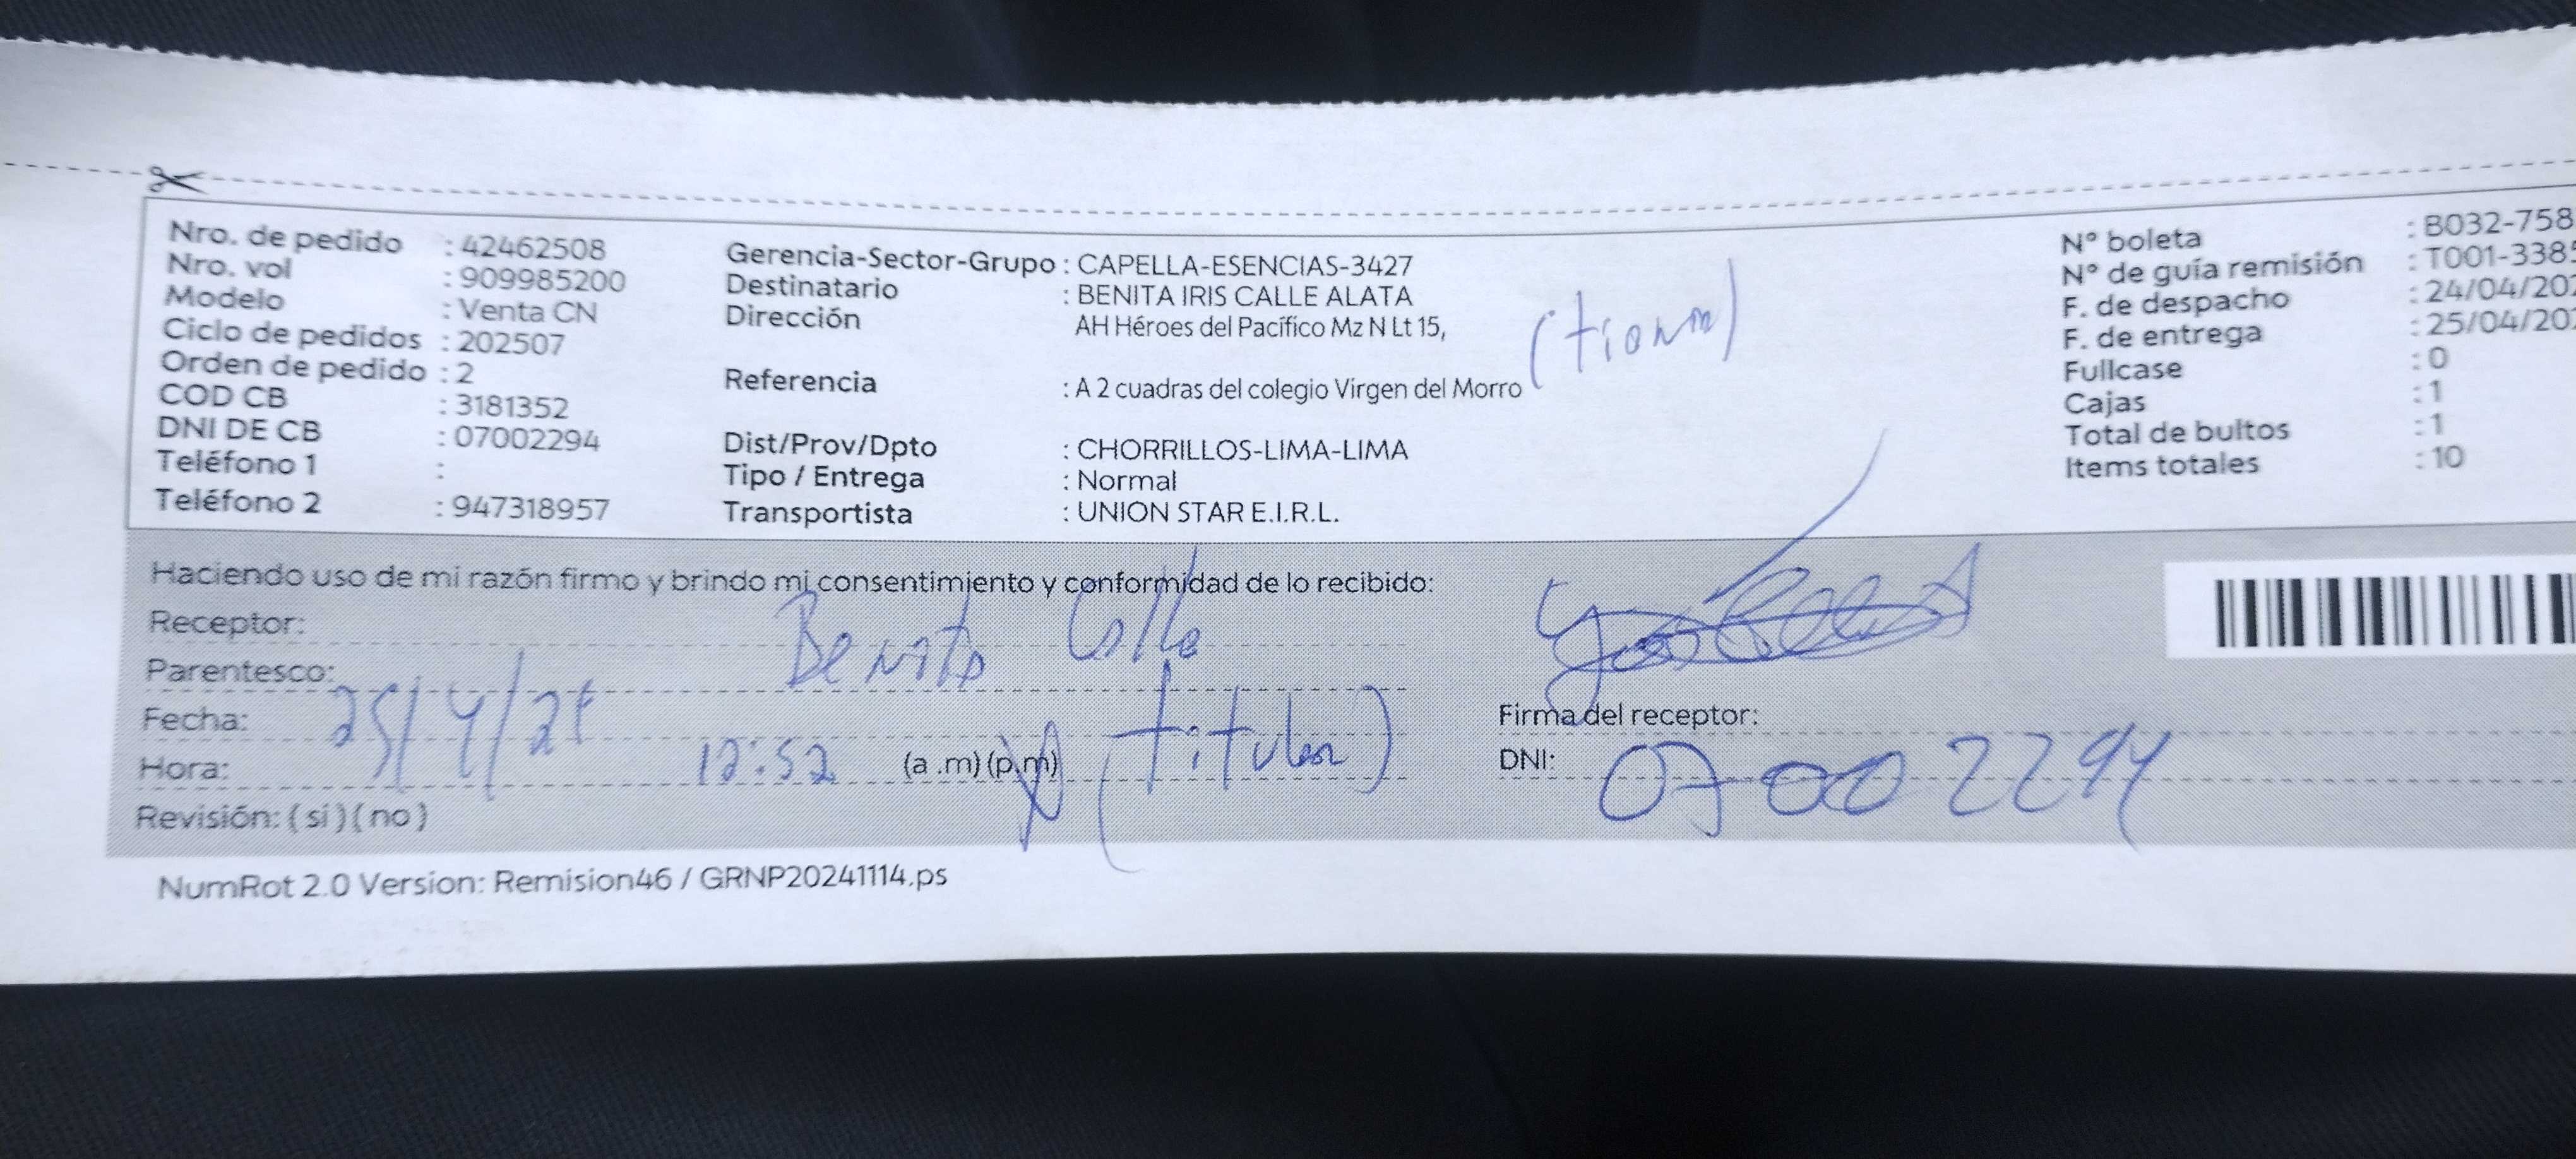 Nro. de pedido : 42462508
Nro. vol : 909985200
Modelo : Venta CN
Ciclo de pedidos : 202507
Orden de pedido : 2
COD CB : 3181352
DNI DE CB : 07002294
Teléfono 1 :
Teléfono 2 : 947318957
Gerencia-Sector-Grupo : CAPELLA-ESENCIAS-3427
Destinatario : BENITA IRIS CALLE ALATA
Dirección AH Héroes del Pacífico Mz N Lt 15,
Referencia : A 2 cuadras del colegio Virgen del Morro
Dist/Prov/Dpto : CHORRILLOS-LIMA-LIMA
Tipo / Entrega : Normal
Transportista : UNION STAR E.I.R.L.
N° boleta : B032-758
N° de guía remisión : T001-338
F. de despacho : 24/04/20
F. de entrega : 25/04/20
Fullcase : 0
Cajas : 1
Total de bultos : 1
Items totales : 10
Haciendo uso de mi razón firmo y brindo mi consentimiento y conformidad de lo recibido:
Receptor: Benita Calle
Parentesco: (titular)
Fecha: 25/4/25
Hora: 12:52 (a .m) (p.m)
Revisión: ( si ) ( no )
Firma del receptor:
DNI: 07002294
NumRot 2.0 Version: Remision46 / GRNP20241114.ps